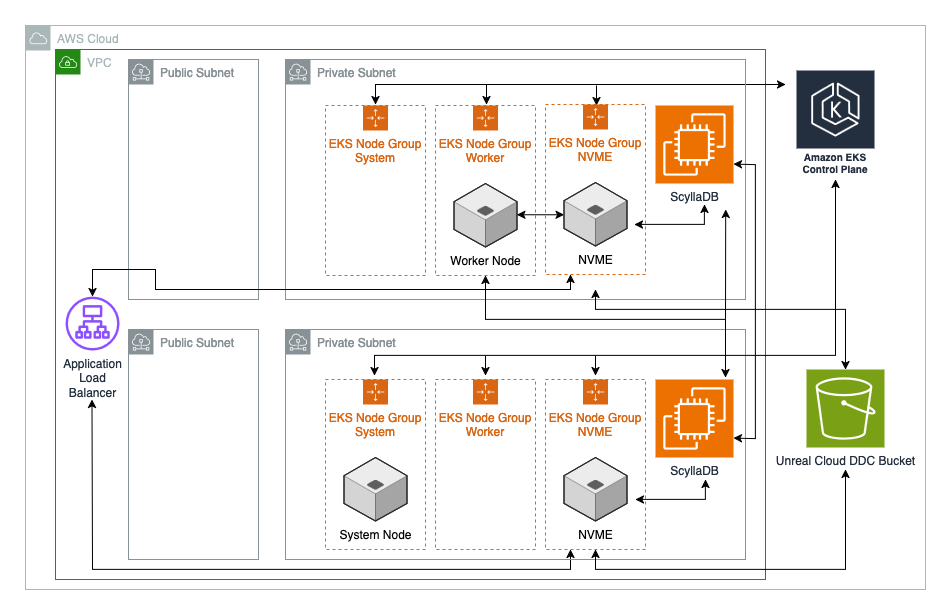 AWS Cloud
VPC
Public Subnet
Private Subnet
EKS Node Group
System
EKS Node Group
Worker
EKS Node Group
NVME
ScyllaDB
Worker Node
NVME
K
Amazon EKS
Control Plane
Application
Load
Balancer
Public Subnet
Private Subnet
EKS Node Group
System
EKS Node Group
Worker
EKS Node Group
NVME
ScyllaDB
System Node
NVME
Unreal Cloud DDC Bucket